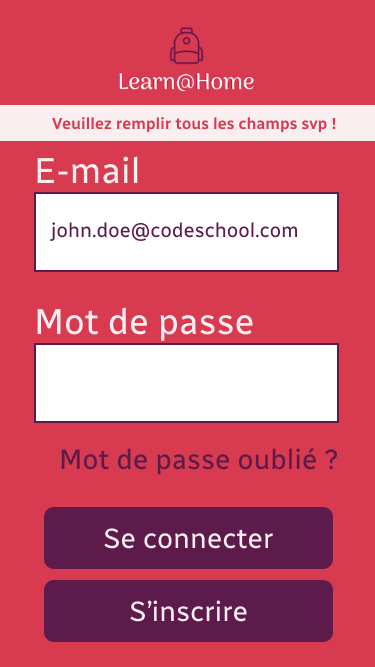 Learn@Home
Veuillez remplir tous les champs svp !
E-mail
john.doe@codeschool.com
Mot de passe
Mot de passe oublié ?
Se connecter
S’inscrire